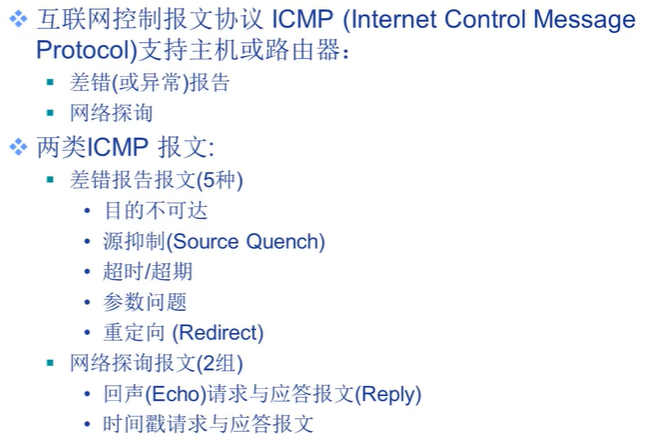 互联网控制报文协议 ICMP (Internet Control Message
Protocol)支持主机或路由器：
差错(或异常)报告
网络探询
两类ICMP 报文:
差错报告报文(5种)
目的不可达
源抑制(Source Quench)
超时/超期
参数问题
重定向 (Redirect)
网络探询报文(2组)
回声(Echo)请求与应答报文(Reply)
时间戳请求与应答报文